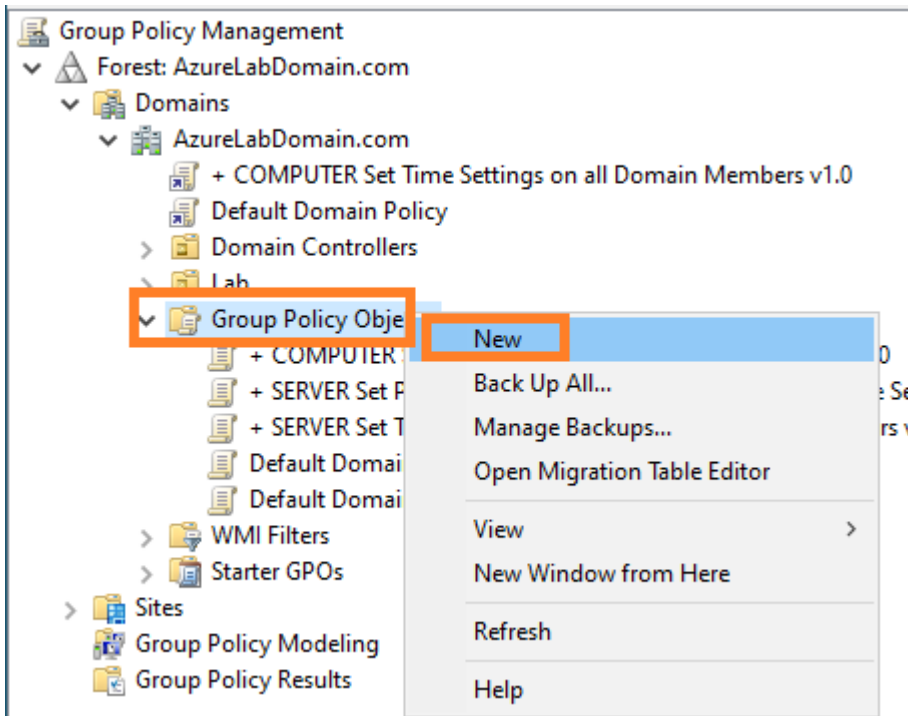 Group Policy Management
Forest: AzureLabDomain.com
Domains
AzureLabDomain.com
+ COMPUTER Set Time Settings on all Domain Members v1.0
Default Domain Policy
Domain Controllers
Lab
Group Policy Obje
+ COMPUTER
0
+ SERVER Set P
Se
+ SERVER Set T
rs v
Default Domai
Default Domai
WMI Filters
Starter GPOs
Sites
Group Policy Modeling
Group Policy Results
New
Back Up All...
Manage Backups...
Open Migration Table Editor
View
New Window from Here
Refresh
Help